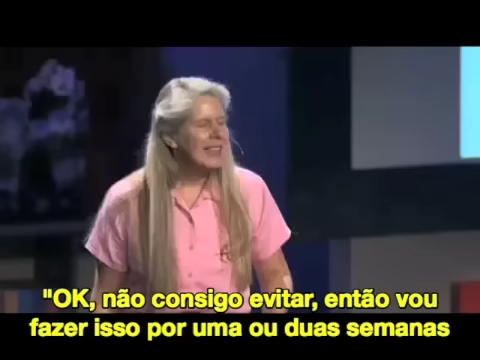 "OK, não consigo evitar, então vou
fazer isso por uma ou duas semanas